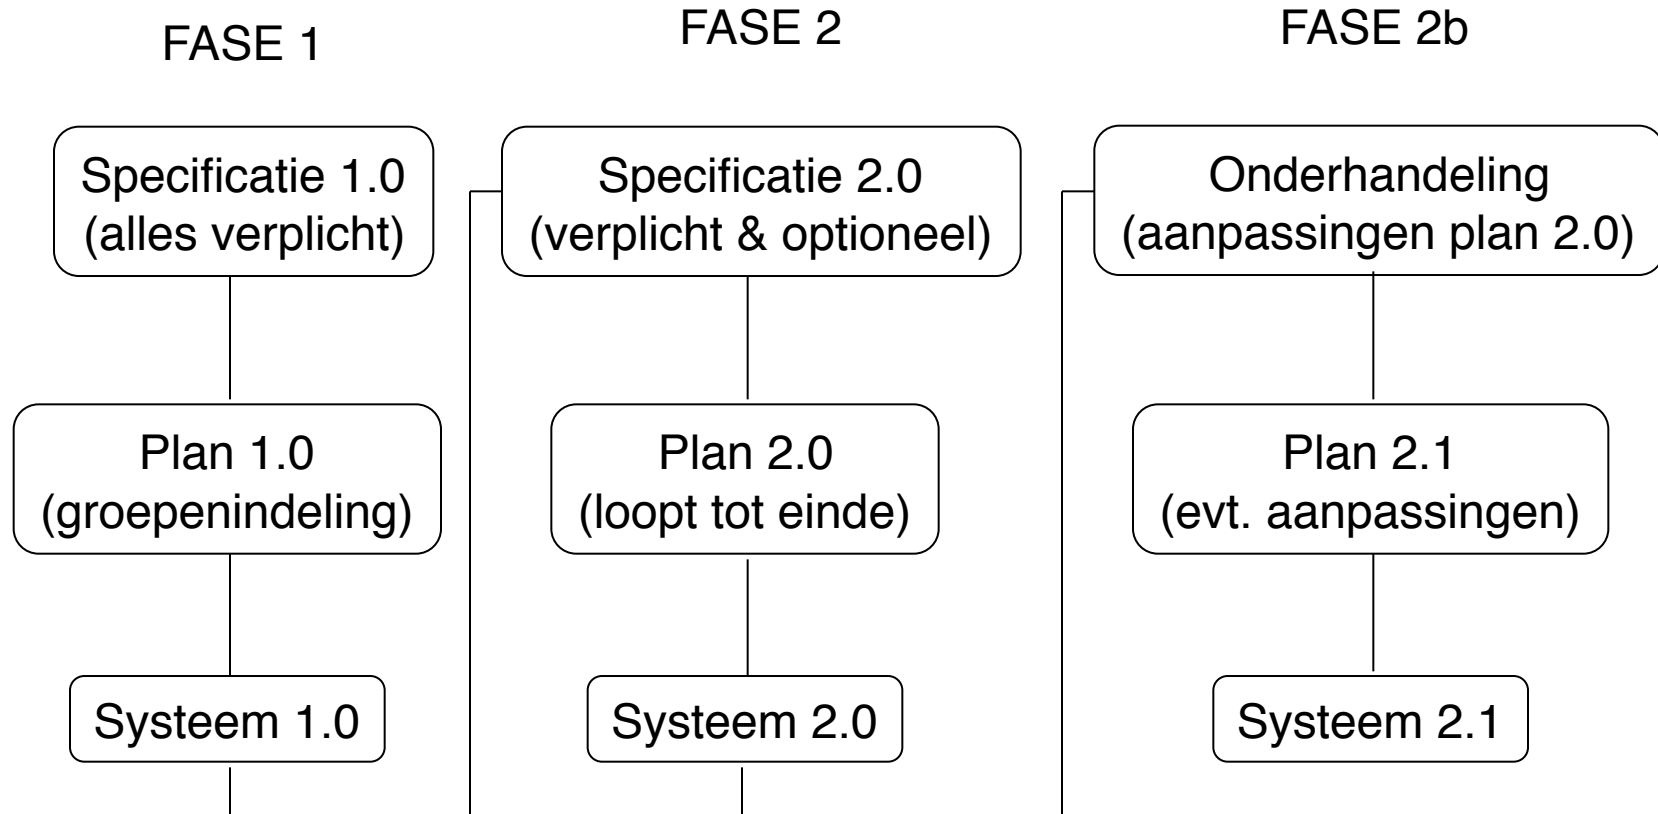 FASE 1
Specificatie 1.0
(alles verplicht)
Plan 1.0
(groepenindeling)
Systeem 1.0
FASE 2
Specificatie 2.0
(verplicht & optioneel)
Plan 2.0
(loopt tot einde)
Systeem 2.0
FASE 2b
Onderhandeling
(aanpassingen plan 2.0)
Plan 2.1
(evt. aanpassingen)
Systeem 2.1